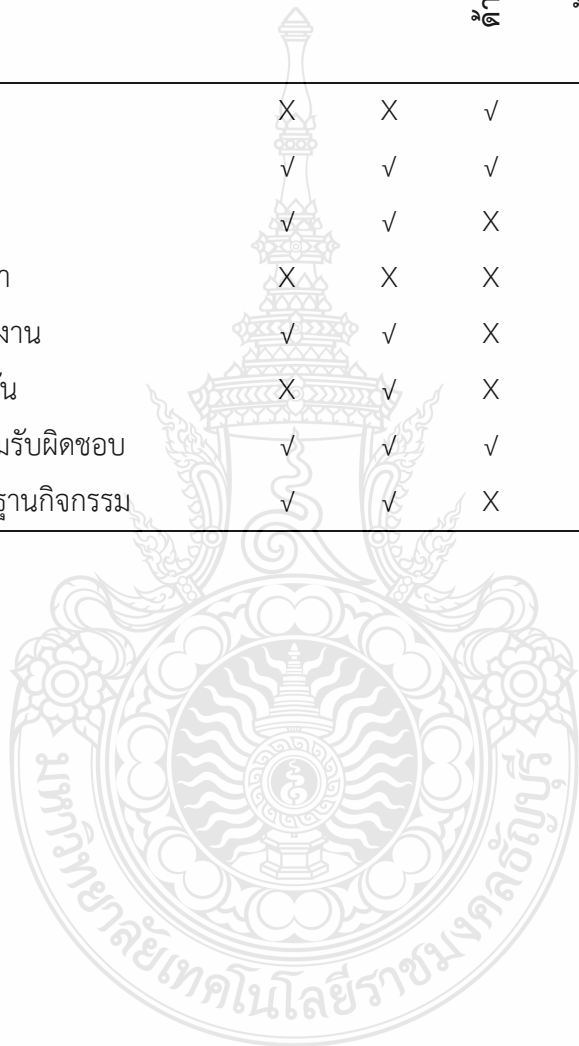 ด้า
X X √
√ √ √
√ √ X
า X X X
งาน √ √ X
ัน X √ X
มรับผิดชอบ √ √ √
ฐานกิจกรรม √ √ X
มหาวิทยาลัยเทคโนโลยีราชมงคลธัญบุรี